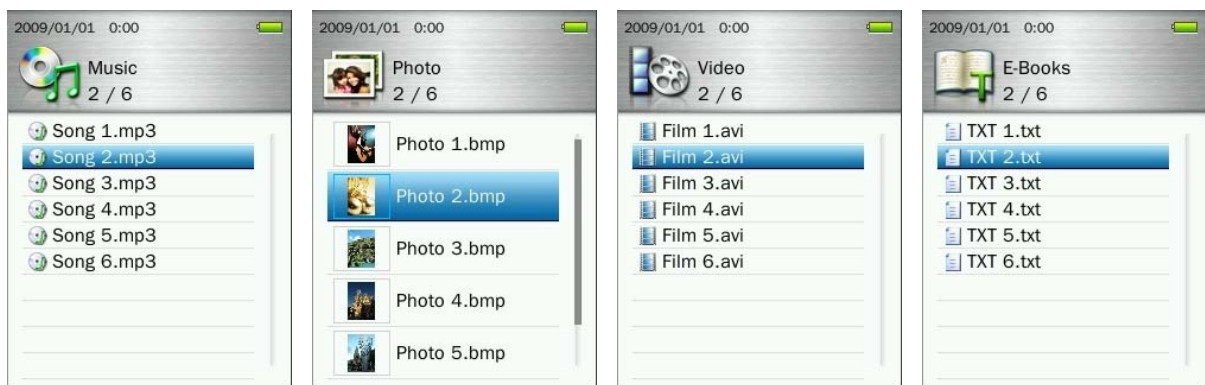 2009/01/01 0:00
Music
2 / 6
Song 1.mp3
Song 2.mp3
Song 3.mp3
Song 4.mp3
Song 5.mp3
Song 6.mp3
2009/01/01 0:00
Photo
2 / 6
Photo 1.bmp
Photo 2.bmp
Photo 3.bmp
Photo 4.bmp
Photo 5.bmp
2009/01/01 0:00
Video
2 / 6
Film 1.avi
Film 2.avi
Film 3.avi
Film 4.avi
Film 5.avi
Film 6.avi
2009/01/01 0:00
E-Books
2 / 6
TXT 1.txt
TXT 2.txt
TXT 3.txt
TXT 4.txt
TXT 5.txt
TXT 6.txt